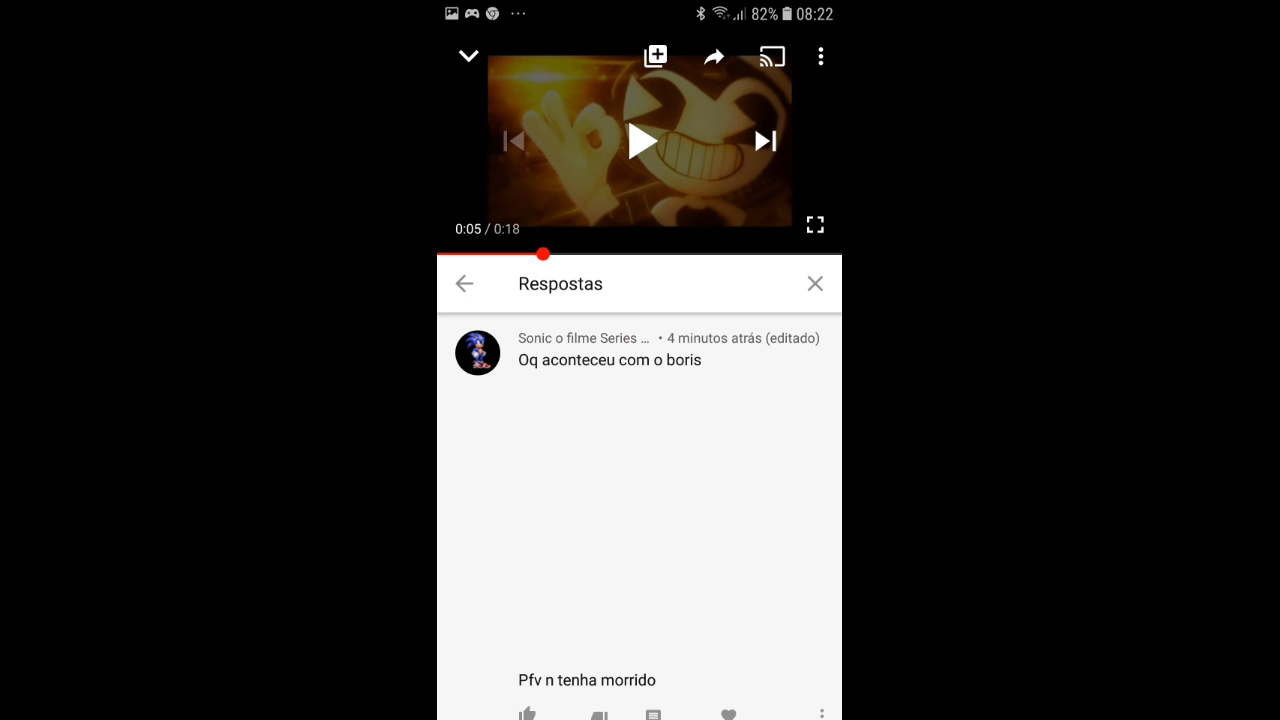 82% 08:22
0:05 / 0:18
Respostas
Sonic o filme Series ... • 4 minutos atrás (editado)
Oq aconteceu com o boris
Pfv n tenha morrido